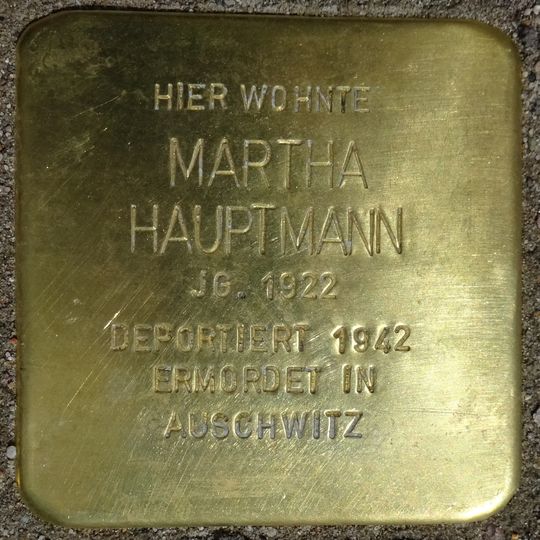 HIER WOHNTE
MARTHA
HAUPTMANN
JG. 1922
DEPORTIERT 1942
ERMORDET IN
AUSCHWITZ